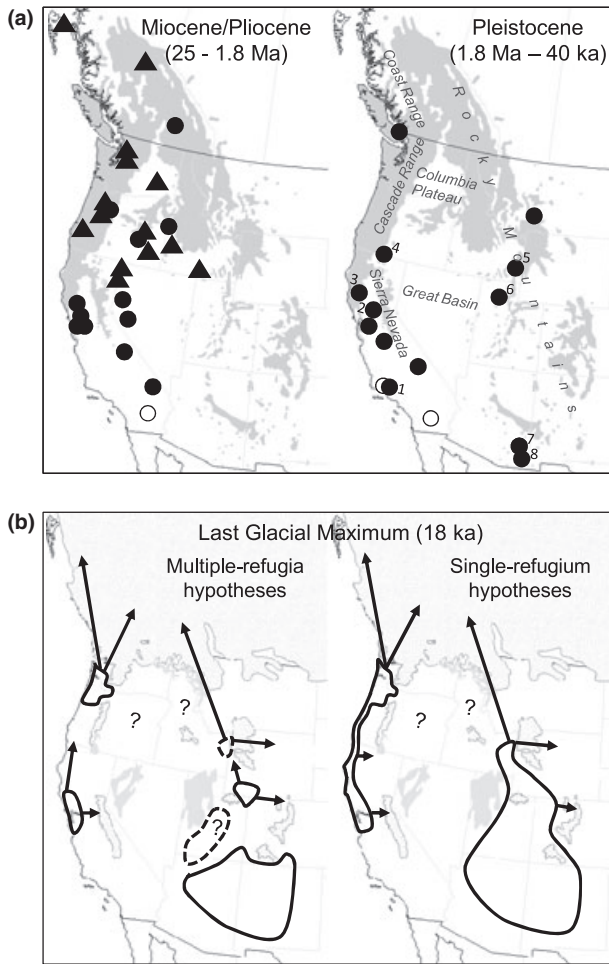 (a)
Miocene/Pliocene
(25 - 1.8 Ma)
Pleistocene
(1.8 Ma – 40 ka)
Coast Range
Rocky Mountains
Cascade Range
Columbia
Plateau
Sierra Nevada
Great Basin
4
5
3
6
2
1
7
8
(b)
Last Glacial Maximum (18 ka)
Multiple-refugia
hypotheses
Single-refugium
hypotheses
?
?
?
?
?